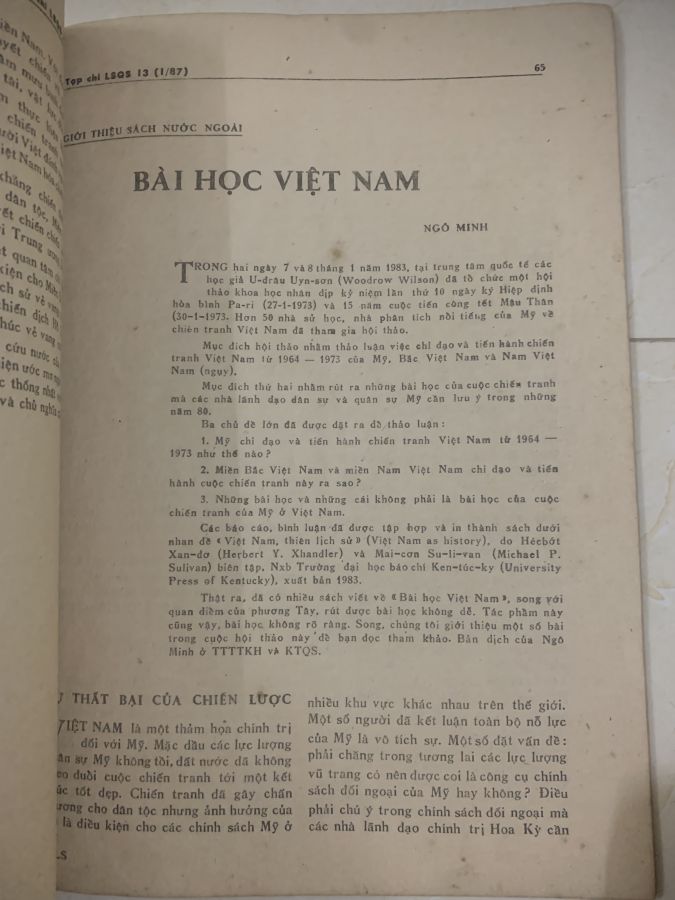 Tạp chí LSQS 13 (1/87)
65
GIỚI THIỆU SÁCH NƯỚC NGOÀI
BÀI HỌC VIỆT NAM
NGÔ MINH
TRONG hai ngày 7 và 8 tháng 1 năm 1983, tại trung tâm quốc tế các
học giả U-drâu Uyn-sơn (Woodrow Wilson) đã tổ chức một hội
thảo khoa học nhân dịp kỷ niệm lần thứ 10 ngày ký Hiệp định
hòa bình Pa-ri (27-1-1973) và 15 năm cuộc tiến công tết Mậu Thân
(30-1-1973. Hơn 50 nhà sử học, nhà phân tích nổi tiếng của Mỹ về
chiến tranh Việt Nam đã tham gia hội thảo.
Mục đích hội thảo nhằm thảo luận việc chỉ đạo và tiến hành chiến
tranh Việt Nam từ 1964 — 1973 của Mỹ, Bắc Việt Nam và Nam Việt
Nam (ngụy).
Mục đích thứ hai nhằm rút ra những bài học của cuộc chiến tranh
mà các nhà lãnh đạo dân sự và quân sự Mỹ cần lưu ý trong những
năm 80.
Ba chủ đề lớn đã được đặt ra để thảo luận :
1. Mỹ chỉ đạo và tiến hành chiến tranh Việt Nam từ 1964 —
1973 như thế nào ?
2. Miền Bắc Việt Nam và miền Nam Việt Nam chỉ đạo và tiến
hành cuộc chiến tranh này ra sao ?
3. Những bài học và những cái không phải là bài học của cuộc
chiến tranh của Mỹ ở Việt Nam.
Các báo cáo, bình luận đã được tập hợp và in thành sách dưới
nhan đề « Việt Nam, thiên lịch sử » (Việt Nam as history), do Hécbớt
Xan-đơ (Herbert Y. Xhandler) và Mai-cơn Su-li-van (Michael P.
Sulivan) biên tập, Nxb Trường đại học báo chí Ken-túc-ky (University
Press of Kentucky), xuất bản 1983.
Thật ra, đã có nhiều sách viết về « Bài học Việt Nam », song với
quan điểm của phương Tây, rút được bài học không dễ. Tác phẩm này
cũng vậy, bài học không rõ ràng. Song, chúng tôi giới thiệu một số bài
trong cuộc hội thảo này để bạn đọc tham khảo. Bản dịch của Ngô
Minh ở TTTTKH và KTQS.
THẤT BẠI CỦA CHIẾN LƯỢC
VIỆT NAM là một thảm họa chính trị
đối với Mỹ. Mặc dầu các lực lượng
sự Mỹ không tồi, đất nước đã không
đuổi cuộc chiến tranh tới một kết
tốt đẹp. Chiến tranh đã gây chấn
cho dân tộc nhưng ảnh hưởng của
là điều kiện cho các chính sách Mỹ ở
nhiều khu vực khác nhau trên thế giới.
Một số người đã kết luận toàn bộ nỗ lực
của Mỹ là vô tích sự. Một số đặt vấn đề :
phải chăng trong tương lai các lực lượng
vũ trang có nên được coi là công cụ chính
sách đối ngoại của Mỹ hay không ? Điều
phải chú ý trong chính sách đối ngoại mà
các nhà lãnh đạo chính trị Hoa Kỳ cần